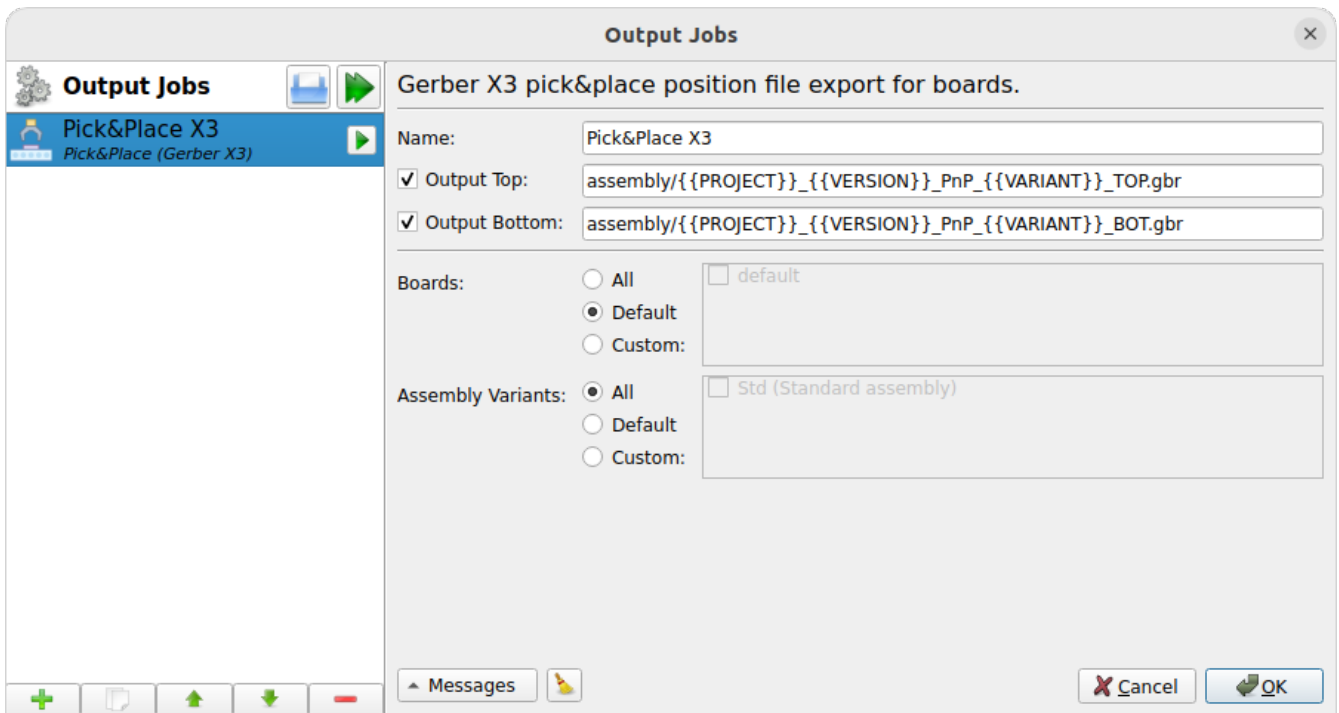 Output Jobs
Output Jobs
Pick&Place X3
Pick&Place (Gerber X3)
Gerber X3 pick&place position file export for boards.
Name: Pick&Place X3
Output Top: assembly/{{PROJECT}}_{{VERSION}}_PnP_{{VARIANT}}_TOP.gbr
Output Bottom: assembly/{{PROJECT}}_{{VERSION}}_PnP_{{VARIANT}}_BOT.gbr
Boards: All default
Default
Custom:
Assembly Variants: All Std (Standard assembly)
Default
Custom:
Messages Cancel OK